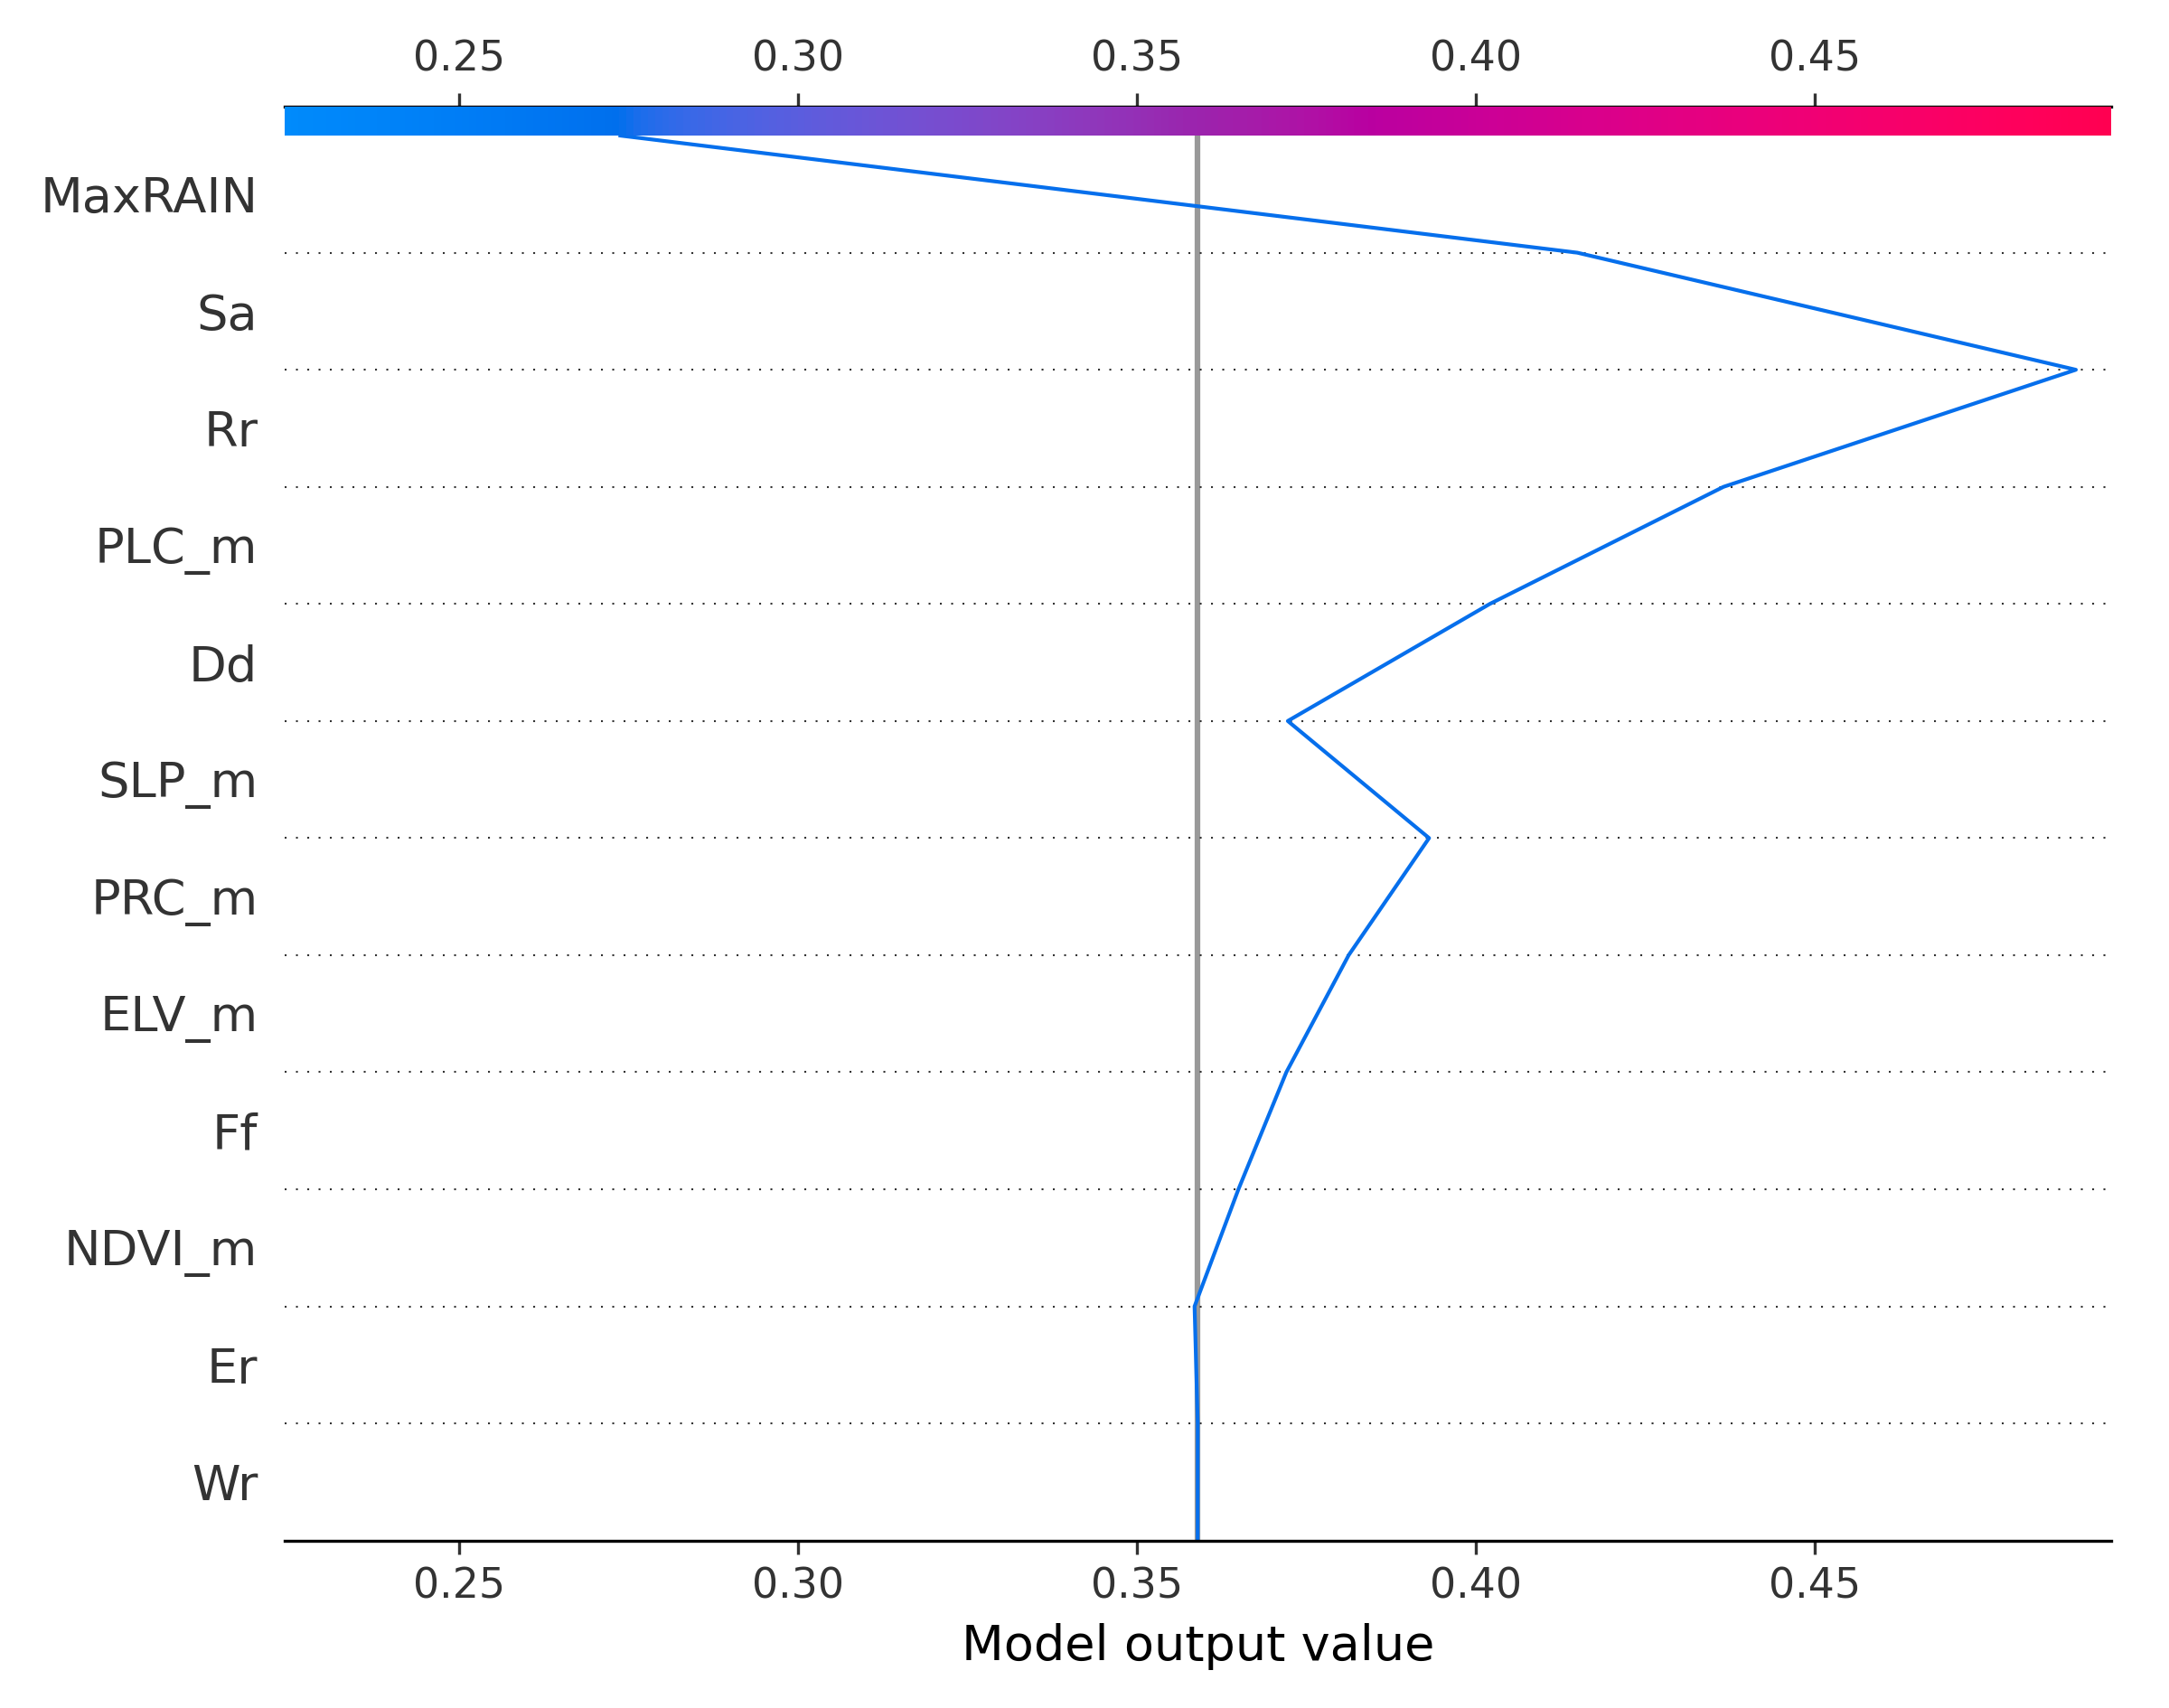 0.25 0.30 0.35 0.40 0.45
MaxRAIN
Sa
Rr
PLC_m
Dd
SLP_m
PRC_m
ELV_m
Ff
NDVI_m
Er
Wr
0.25 0.30 0.35 0.40 0.45
Model output value